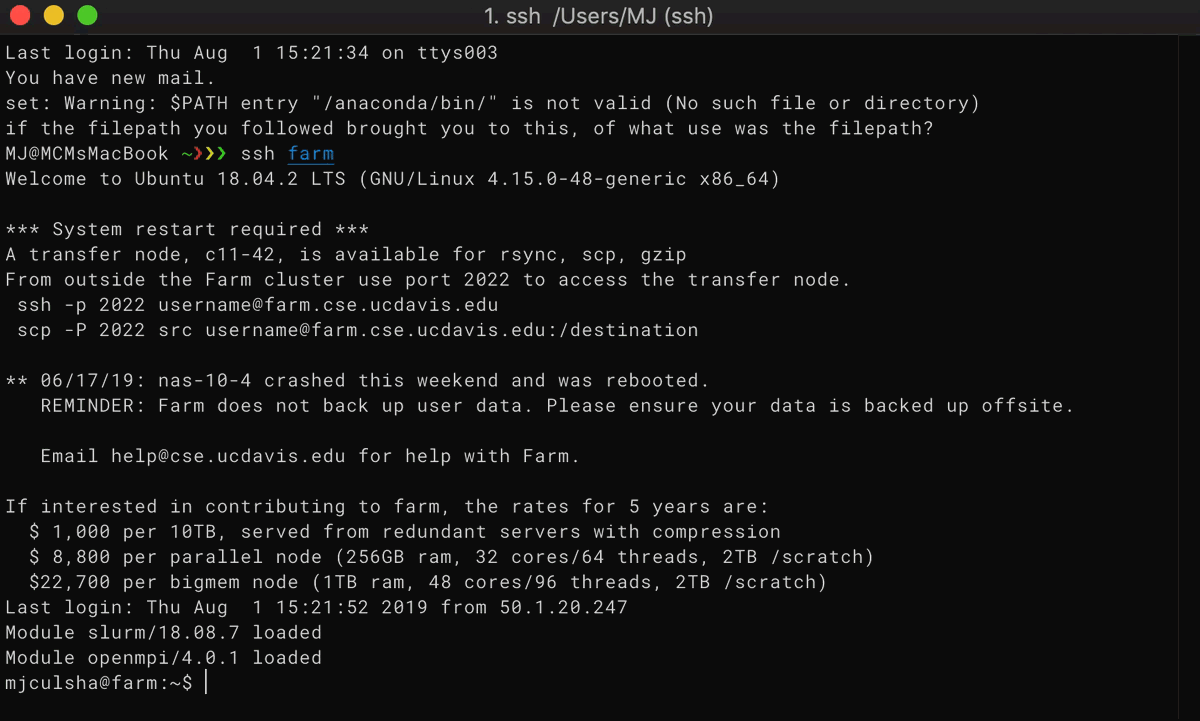 1. ssh  /Users/MJ (ssh)
Last login: Thu Aug  1 15:21:34 on ttys003
You have new mail.
set: Warning: $PATH entry "/anaconda/bin/" is not valid (No such file or directory)
if the filepath you followed brought you to this, of what use was the filepath?
MJ@MCMsMacBook ~❯❯❯ ssh farm
Welcome to Ubuntu 18.04.2 LTS (GNU/Linux 4.15.0-48-generic x86_64)

*** System restart required ***
A transfer node, c11-42, is available for rsync, scp, gzip
From outside the Farm cluster use port 2022 to access the transfer node.
 ssh -p 2022 username@farm.cse.ucdavis.edu
 scp -P 2022 src username@farm.cse.ucdavis.edu:/destination

** 06/17/19: nas-10-4 crashed this weekend and was rebooted.
   REMINDER: Farm does not back up user data. Please ensure your data is backed up offsite.

   Email help@cse.ucdavis.edu for help with Farm.

If interested in contributing to farm, the rates for 5 years are:
  $ 1,000 per 10TB, served from redundant servers with compression
  $ 8,800 per parallel node (256GB ram, 32 cores/64 threads, 2TB /scratch)
  $22,700 per bigmem node (1TB ram, 48 cores/96 threads, 2TB /scratch)
Last login: Thu Aug  1 15:21:52 2019 from 50.1.20.247
Module slurm/18.08.7 loaded
Module openmpi/4.0.1 loaded
mjculsha@farm:~$